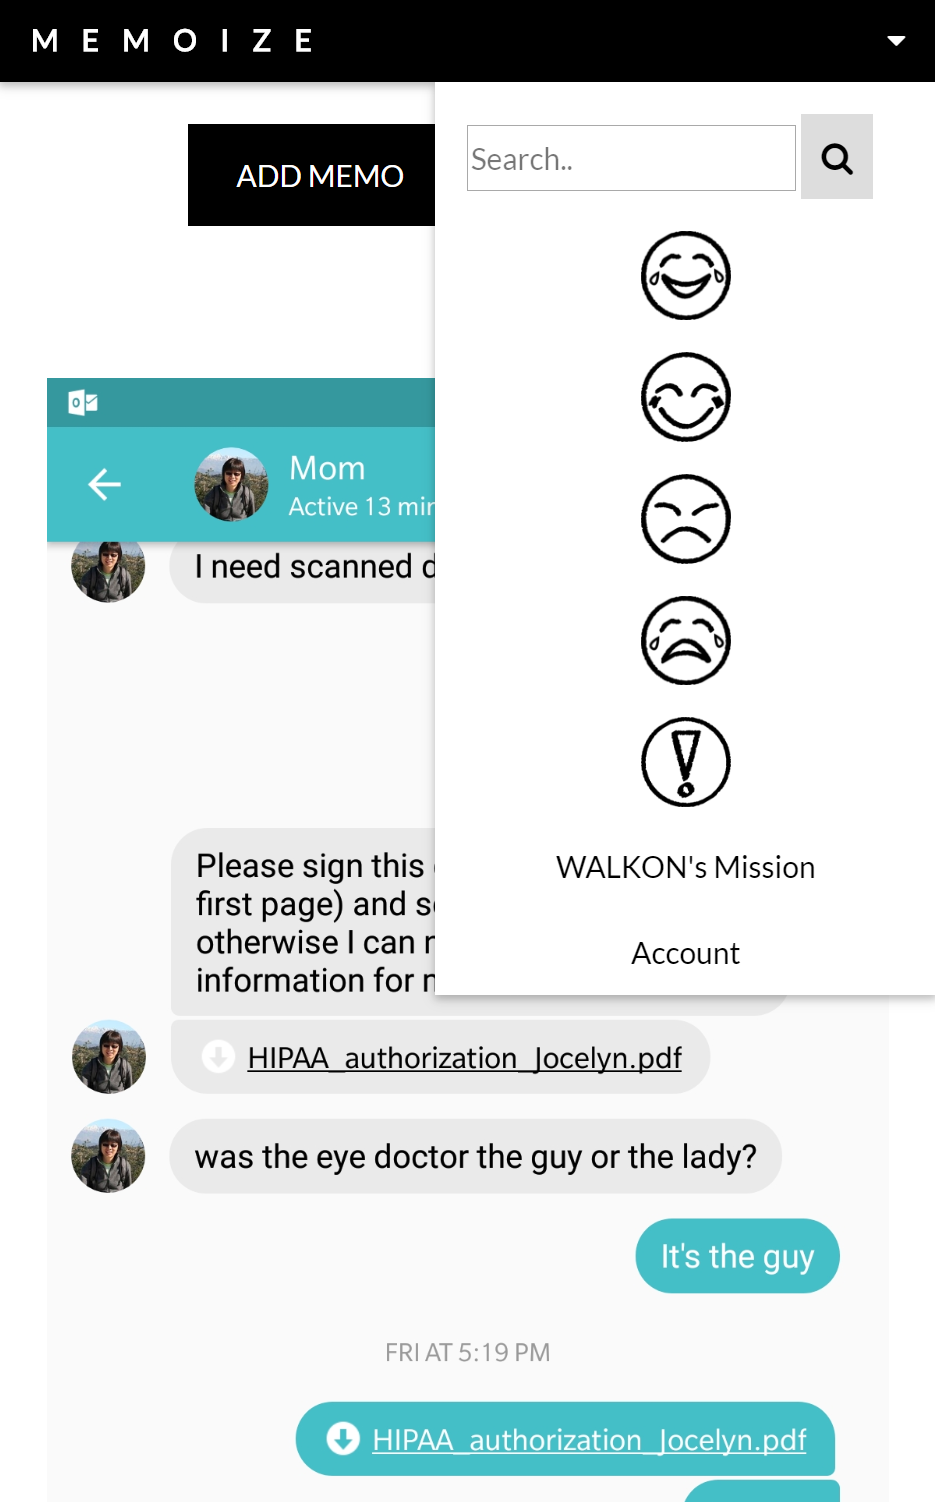 MEMOIZE
ADD MEMO
Search..
WALKON's Mission
Account
Mom
Active 13 min
I need scanned
Please sign this
first page) and
otherwise I can
information for
HIPAA_authorization_Jocelyn.pdf
was the eye doctor the guy or the lady?
It's the guy
FRI AT 5:19 PM
HIPAA_authorization_Jocelyn.pdf